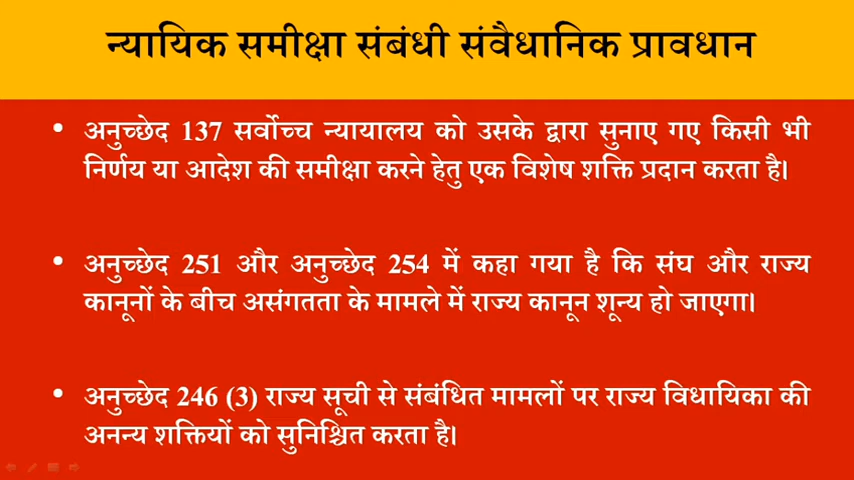 न्यायिक समीक्षा संबंधी संवैधानिक प्रावधान
• अनुच्छेद 137 सर्वोच्च न्यायालय को उसके द्वारा सुनाए गए किसी भी
निर्णय या आदेश की समीक्षा करने हेतु एक विशेष शक्ति प्रदान करता है।
• अनुच्छेद 251 और अनुच्छेद 254 में कहा गया है कि संघ और राज्य
कानूनों के बीच असंगतता के मामले में राज्य कानून शून्य हो जाएगा।
• अनुच्छेद 246 (3) राज्य सूची से संबंधित मामलों पर राज्य विधायिका की
अनन्य शक्तियों को सुनिश्चित करता है।